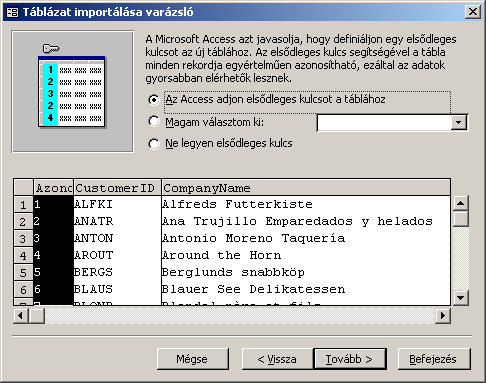 Táblázat importálása varázsló
A Microsoft Access azt javasolja, hogy definiáljon egy elsődleges
kulcsot az új táblához. Az elsődleges kulcs segítségével a tábla
minden rekordja egyértelműen azonosítható, ezáltal az adatok
gyorsabban elérhetők lesznek.
1 xxx xxx xxx
2 xxx xxx xxx
3 xxx xxx xxx
2 xxx xxx xxx
4 xxx xxx xxx
Az Access adjon elsődleges kulcsot a táblához
Magam választom ki:
Ne legyen elsődleges kulcs
Azono CustomerID CompanyName
1 1 ALFKI Alfreds Futterkiste
2 2 ANATR Ana Trujillo Emparedados y helados
3 3 ANTON Antonio Moreno Taquería
4 4 AROUT Around the Horn
5 5 BERGS Berglunds snabbköp
6 6 BLAUS Blauer See Delikatessen
Mégse
< Vissza
Tovább >
Befejezés